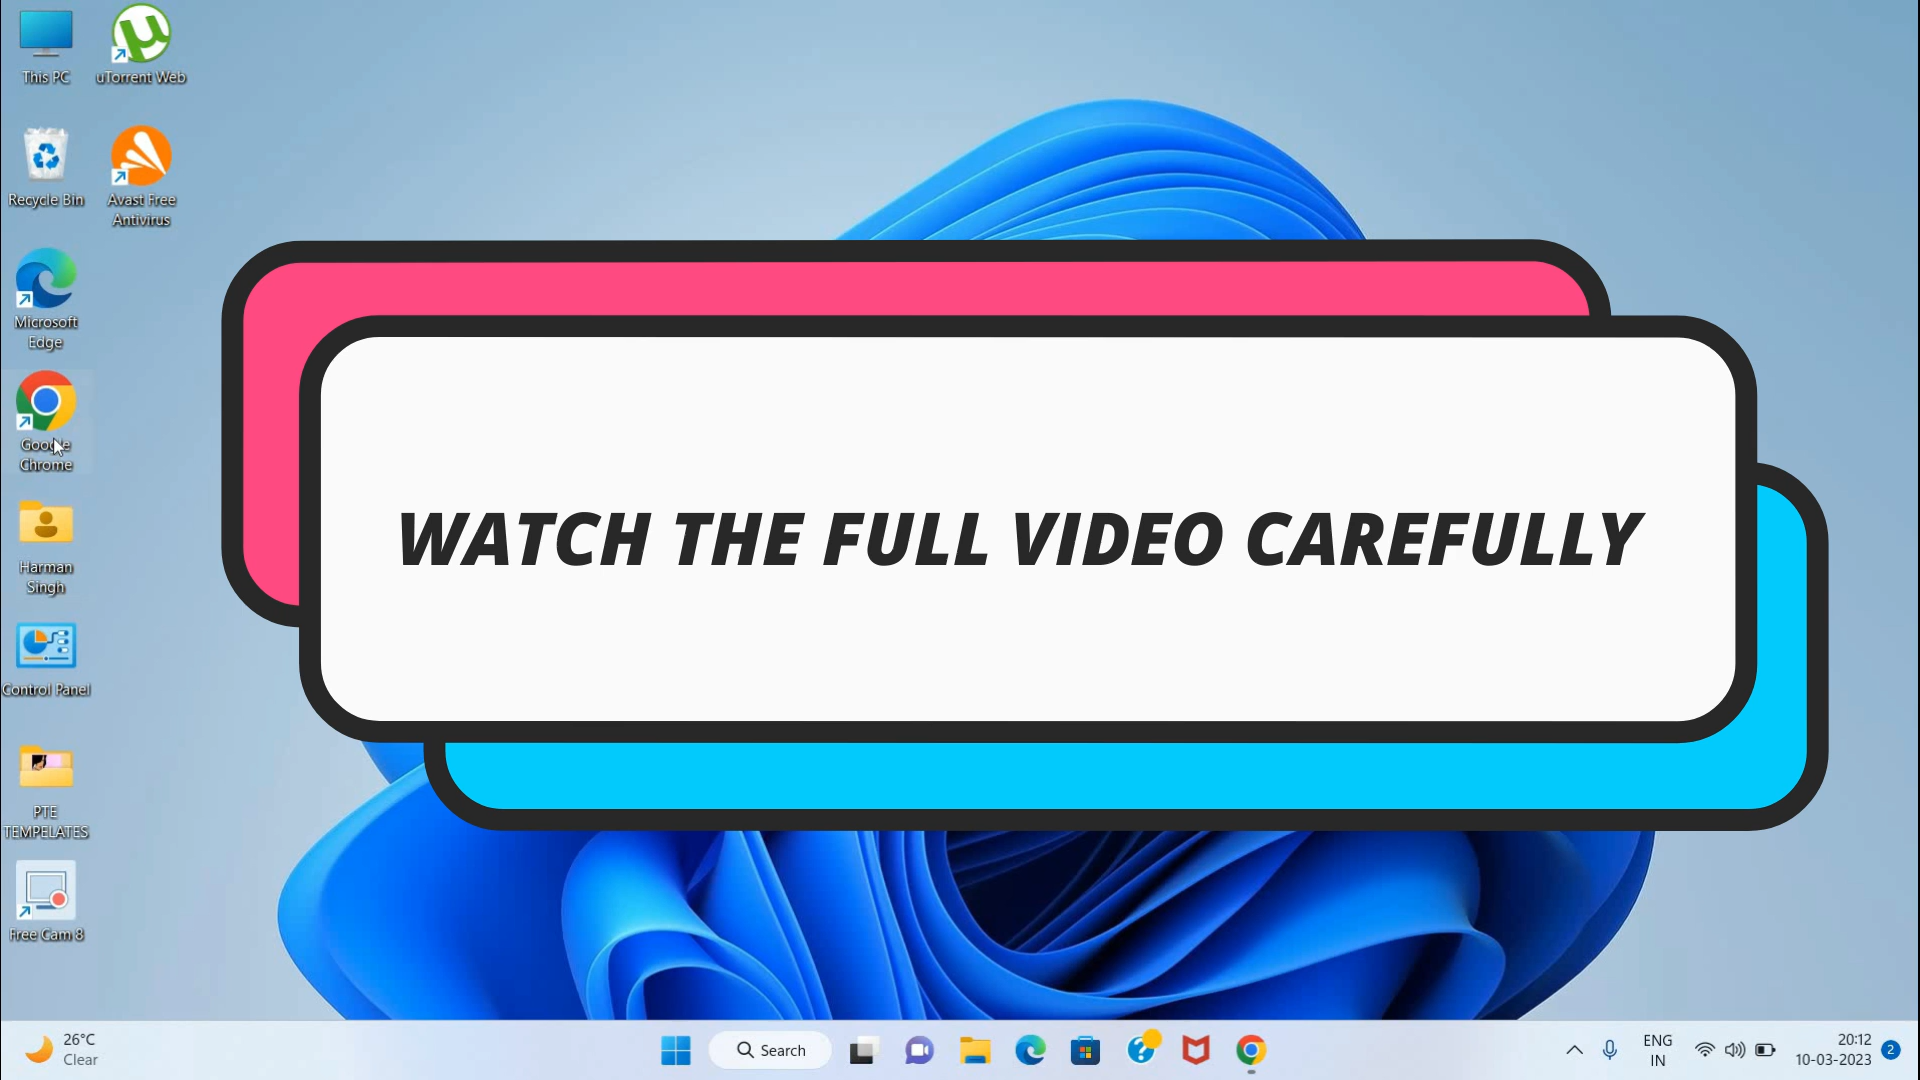 This PC
uTorrent Web
Recycle Bin
Avast Free
Antivirus
Microsoft
Edge
Google
Chrome
Harman
Singh
Control Panel
PTE
TEMPELATES
Free Cam 8
WATCH THE FULL VIDEO CAREFULLY
26°C
Clear
Search
ENG
IN
20:12
10-03-2023
2